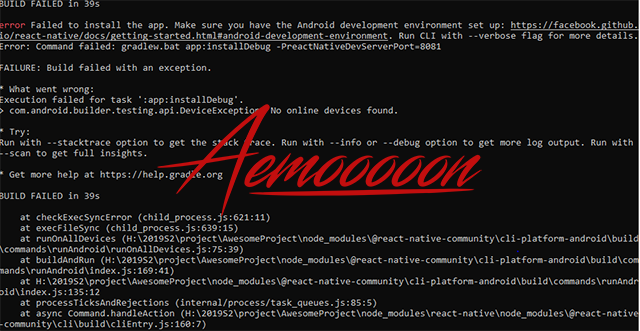 BUILD FAILED in 39s
error Failed to install the app. Make sure you have the Android development environment set up: https://facebook.github.
io/react-native/docs/getting-started.html#android-development-environment. Run CLI with --verbose flag for more details.
Error: Command failed: gradlew.bat app:installDebug -PreactNativeDevServerPort=8081
FAILURE: Build failed with an exception.
* What went wrong:
Execution failed for task ':app:installDebug'.
> com.android.builder.testing.api.DeviceException: No online devices found.
* Try:
Run with --stacktrace option to get the stack trace. Run with --info or --debug option to get more log output. Run with
--scan to get full insights.
Aemooooon
* Get more help at https://help.gradle.org
BUILD FAILED in 39s
at checkExecSyncError (child_process.js:621:11)
at execFileSync (child_process.js:639:15)
at runOnAllDevices (H:\2019S2\project\AwesomeProject\node_modules\@react-native-community\cli-platform-android\build
\commands\runAndroid\runOnAllDevices.js:75:39)
at buildAndRun (H:\2019S2\project\AwesomeProject\node_modules\@react-native-community\cli-platform-android\build\com
mands\runAndroid\index.js:169:41)
at H:\2019S2\project\AwesomeProject\node_modules\@react-native-community\cli-platform-android\build\commands\runAndr
oid\index.js:135:12
at processTicksAndRejections (internal/process/task_queues.js:85:5)
at async Command.handleAction (H:\2019S2\project\AwesomeProject\node_modules\@react-native-community\cli\build\cliEntry.js:160:7)